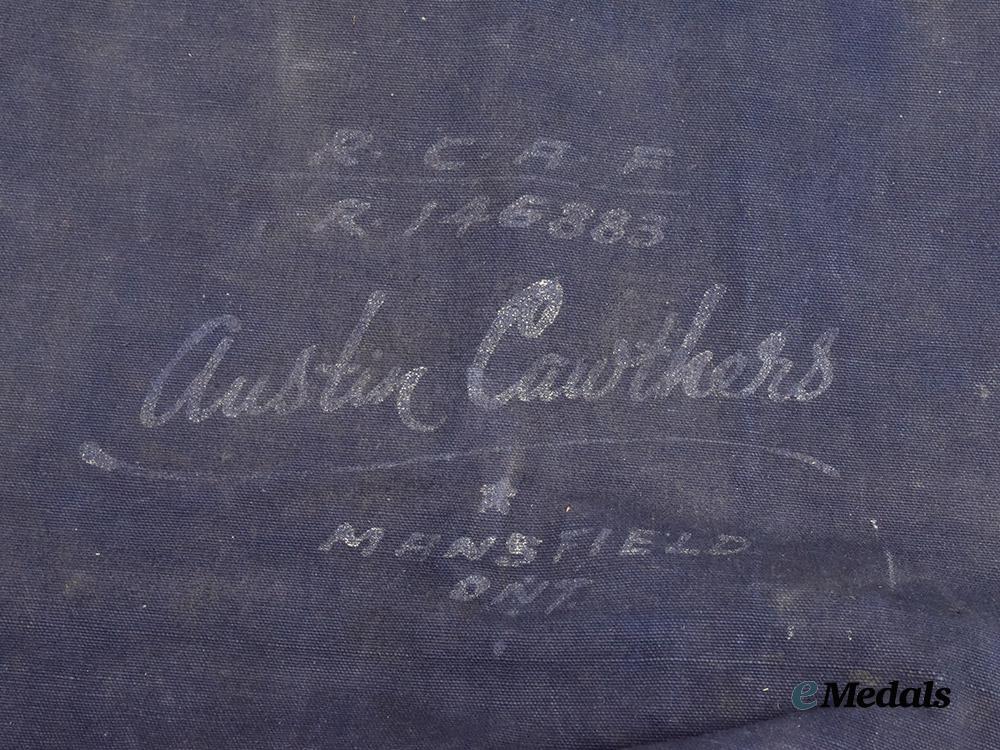 R. C. A. F.
R. 146383
Austin Cawthers
MANSFIELD
ONT.
eMedals